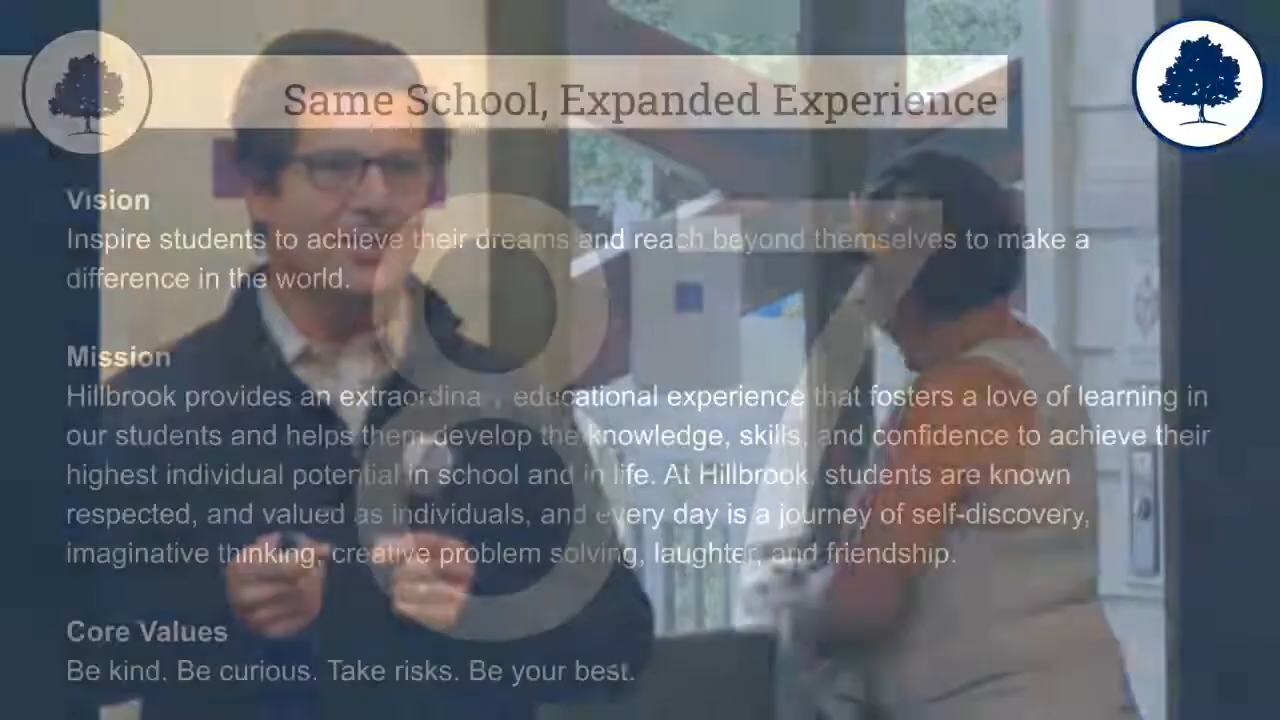 Same School, Expanded Experience
Vision
Inspire students to achieve their dreams and reach beyond themselves to make a
difference in the world.
87
Mission
Hillbrook provides an extraordina , educational experience that fosters a love of learning in
our students and helps them develop the knowledge, skills, and confidence to achieve their
highest individual potential in school and in life. At Hillbrook, students are known
respected, and valued as individuals, and every day is a journey of self-discovery,
imaginative thinking, creative problem solving, laughter, and friendship.
Core Values
Be kind. Be curious. Take risks. Be your best.